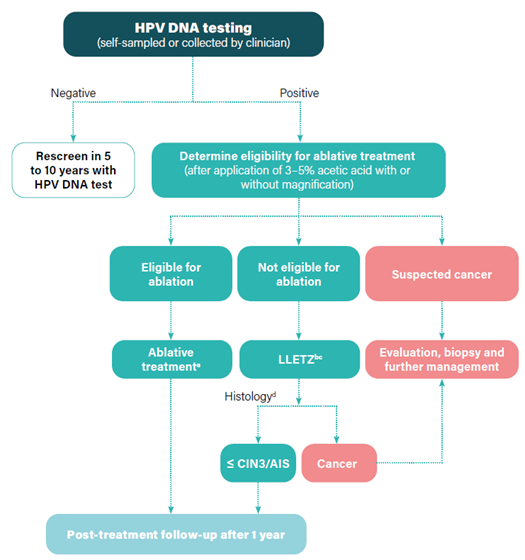 HPV DNA testing
(self-sampled or collected by clinician)
Negative
Positive
Rescreen in 5
to 10 years with
HPV DNA test
Determine eligibility for ablative treatment
(after application of 3–5% acetic acid with or
without magnification)
Eligible for
ablation
Not eligible for
ablation
Suspected cancer
Ablative
treatmentᵃ
LLETZᵇᶜ
Evaluation, biopsy and
further management
Histologyᵈ
≤ CIN3/AIS
Cancer
Post-treatment follow-up after 1 year